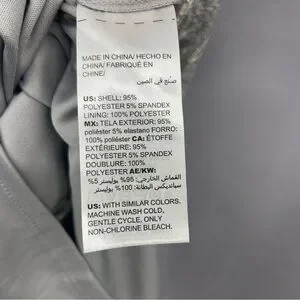 MADE IN CHINA/ HECHO EN
CHINA/ FABRIQUÉ EN
CHINE/
صنع في الصين
US: SHELL: 95%
POLYESTER 5% SPANDEX
LINING: 100% POLYESTER
MX: TELA EXTERIOR: 95%
poliéster 5% elastano FORRO:
100% poliéster CA: ÉTOFFE
EXTÉRIEURE: 95%
POLYESTER 5% SPANDEX
DOUBLURE: 100%
POLYESTER AE/KW:
القماش الخارجي: 95% بوليستر 5%
سباندكس البطانة: 100% بوليستر
US: WITH SIMILAR COLORS,
MACHINE WASH COLD,
GENTLE CYCLE. ONLY
NON-CHLORINE BLEACH.